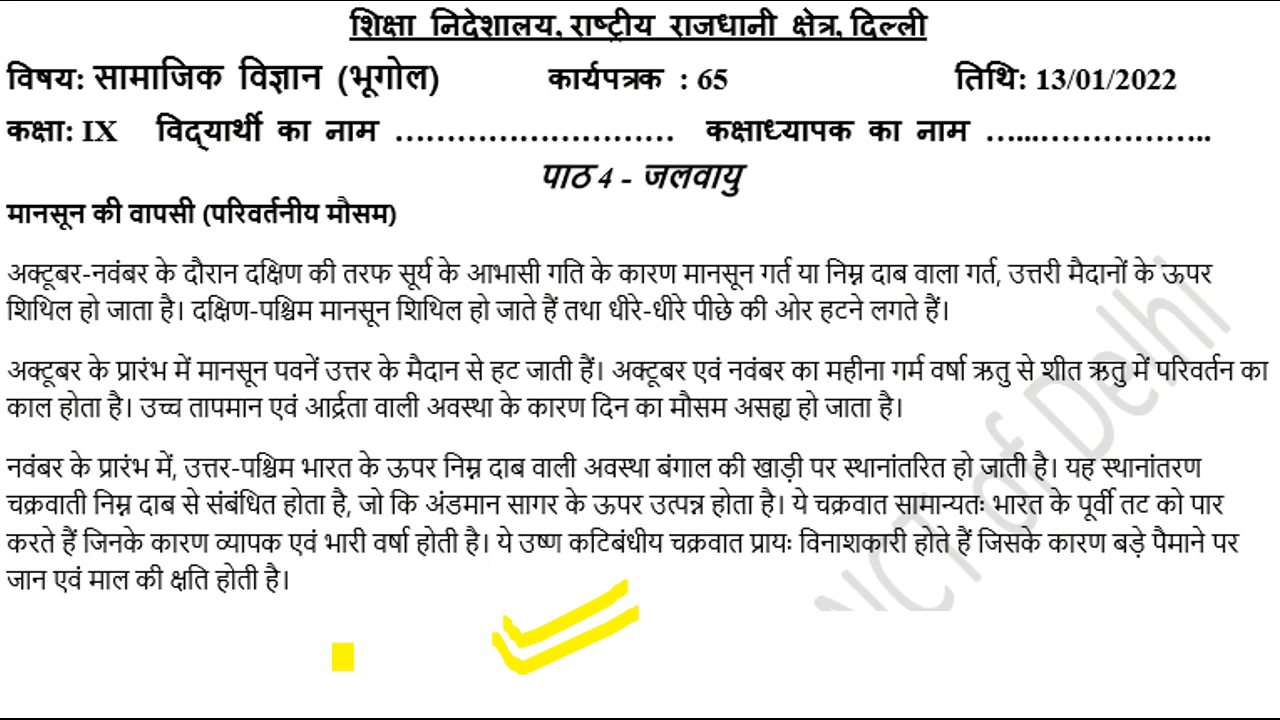 शिक्षा निदेशालय, राष्ट्रीय राजधानी क्षेत्र, दिल्ली
विषय: सामाजिक विज्ञान (भूगोल) कार्यपत्रक : 65 तिथि: 13/01/2022
कक्षा: IX विद्यार्थी का नाम ……………………… कक्षाध्यापक का नाम …...……………..
पाठ 4 - जलवायु
मानसून की वापसी (परिवर्तनीय मौसम)
अक्टूबर-नवंबर के दौरान दक्षिण की तरफ सूर्य के आभासी गति के कारण मानसून गर्त या निम्न दाब वाला गर्त, उत्तरी मैदानों के ऊपर
शिथिल हो जाता है। दक्षिण-पश्चिम मानसून शिथिल हो जाते हैं तथा धीरे-धीरे पीछे की ओर हटने लगते हैं।
अक्टूबर के प्रारंभ में मानसून पवनें उत्तर के मैदान से हट जाती हैं। अक्टूबर एवं नवंबर का महीना गर्म वर्षा ऋतु से शीत ऋतु में परिवर्तन का
काल होता है। उच्च तापमान एवं आर्द्रता वाली अवस्था के कारण दिन का मौसम असह्य हो जाता है।
नवंबर के प्रारंभ में, उत्तर-पश्चिम भारत के ऊपर निम्न दाब वाली अवस्था बंगाल की खाड़ी पर स्थानांतरित हो जाती है। यह स्थानांतरण
चक्रवाती निम्न दाब से संबंधित होता है, जो कि अंडमान सागर के ऊपर उत्पन्न होता है। ये चक्रवात सामान्यतः भारत के पूर्वी तट को पार
करते हैं जिनके कारण व्यापक एवं भारी वर्षा होती है। ये उष्ण कटिबंधीय चक्रवात प्रायः विनाशकारी होते हैं जिसके कारण बड़े पैमाने पर
जान एवं माल की क्षति होती है।
NCT of Delhi